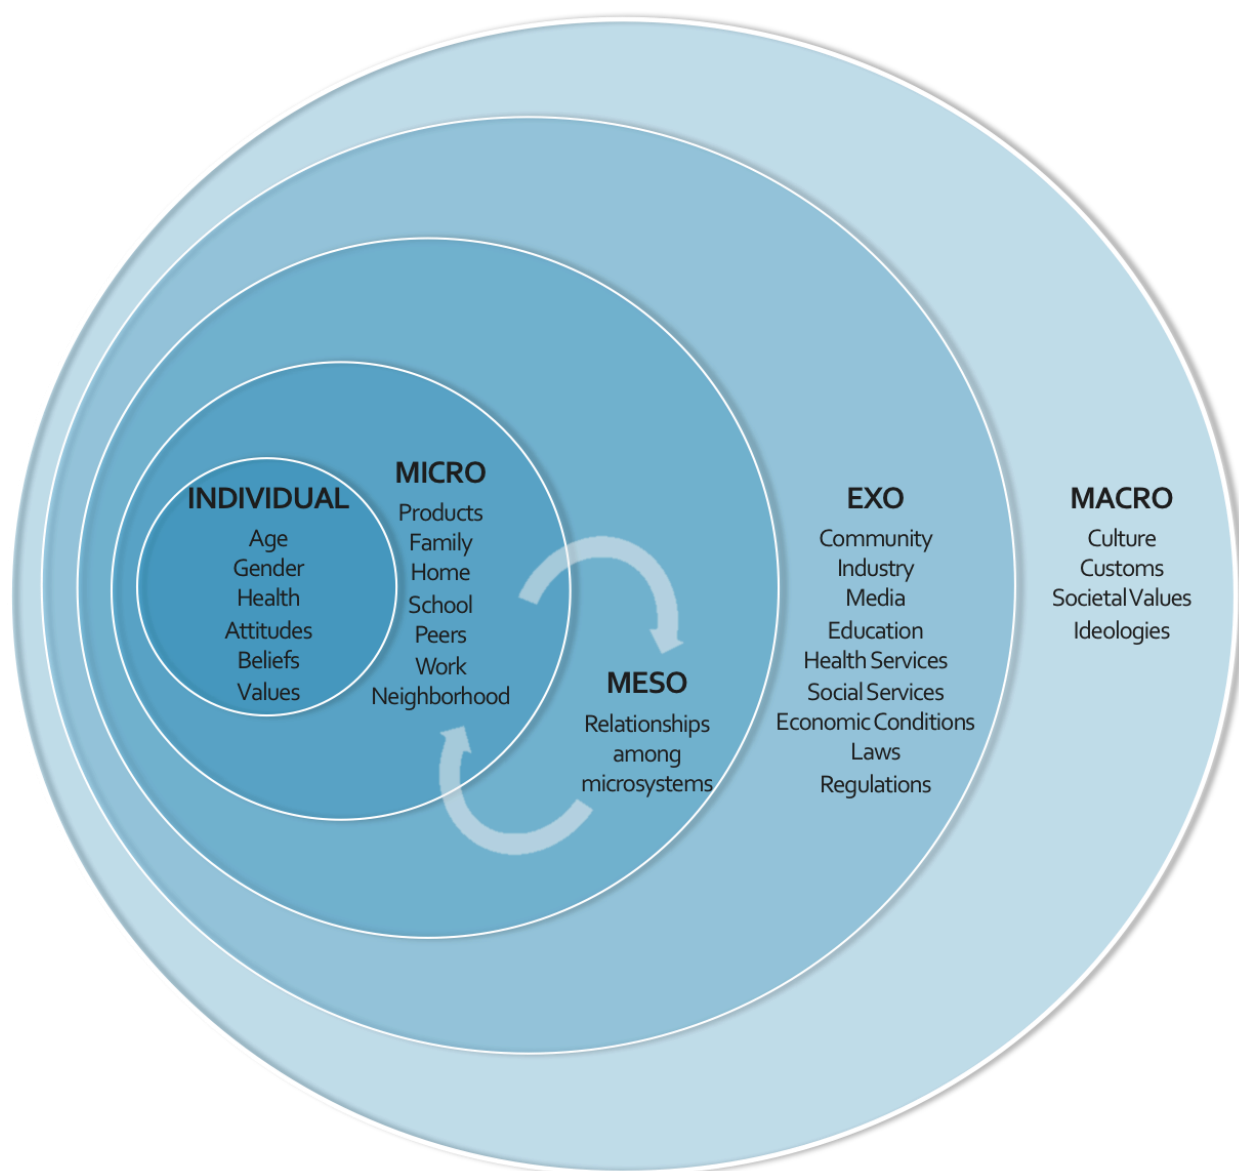 INDIVIDUAL
Age
Gender
Health
Attitudes
Beliefs
Values
MICRO
Products
Family
Home
School
Peers
Work
Neighborhood
MESO
Relationships
among
microsystems
EXO
Community
Industry
Media
Education
Health Services
Social Services
Economic Conditions
Laws
Regulations
MACRO
Culture
Customs
Societal Values
Ideologies